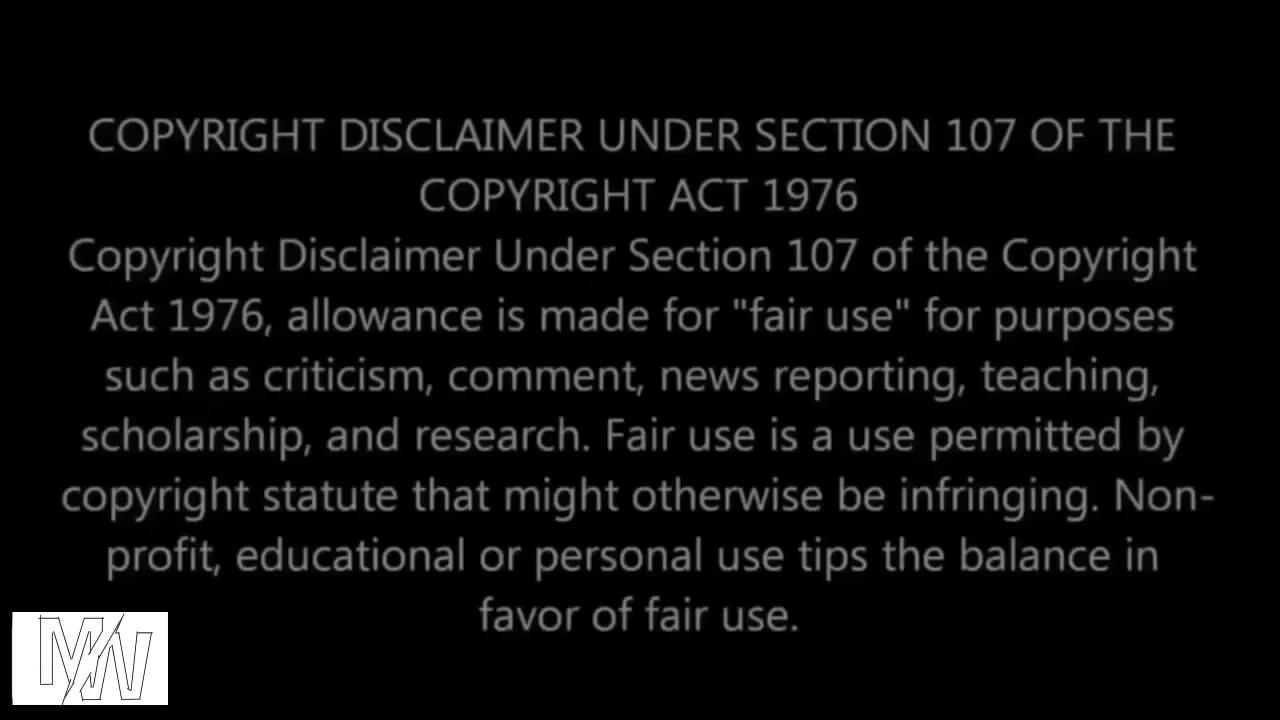 COPYRIGHT DISCLAIMER UNDER SECTION 107 OF THE
COPYRIGHT ACT 1976
Copyright Disclaimer Under Section 107 of the Copyright
Act 1976, allowance is made for "fair use" for purposes
such as criticism, comment, news reporting, teaching,
scholarship, and research. Fair use is a use permitted by
copyright statute that might otherwise be infringing. Non-
profit, educational or personal use tips the balance in
favor of fair use.